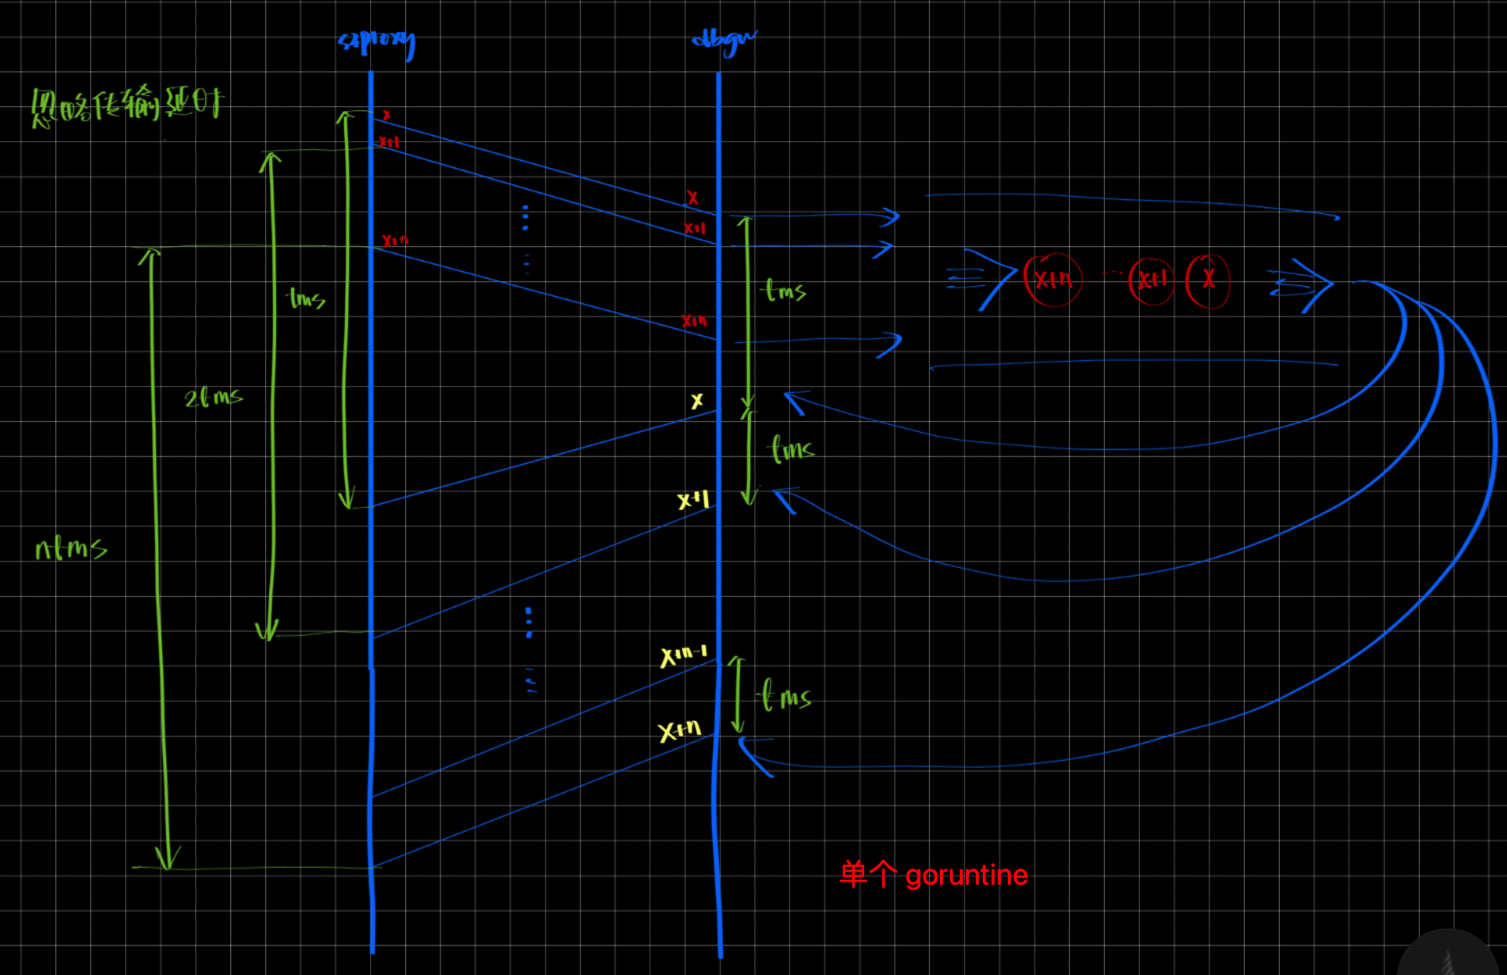 dbgw
忽略传输延时
x
x+1
x+n
x
x+1
x+n
tms
tms
x+n
x+1
x
2tms
x
tms
x+1
ntms
x+n-1
tms
x+n
单个 goruntine